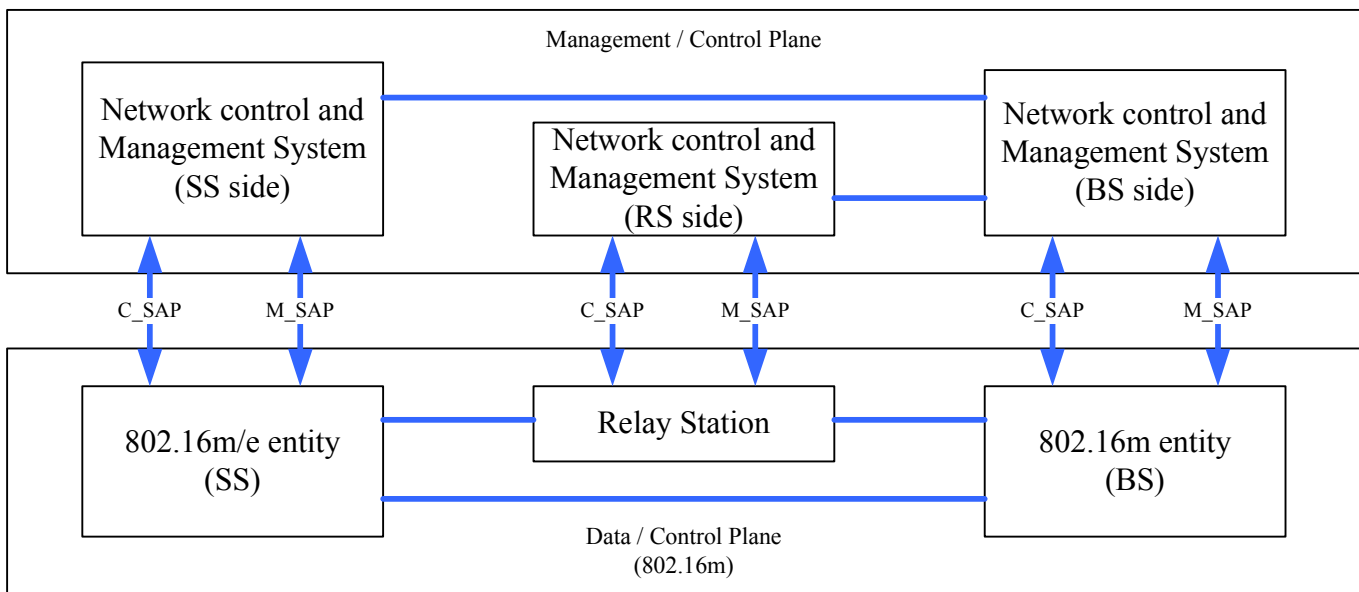 Management / Control Plane
Network control and
Management System
(SS side)
Network control and
Management System
(RS side)
Network control and
Management System
(BS side)
C_SAP
M_SAP
C_SAP
M_SAP
C_SAP
M_SAP
802.16m/e entity
(SS)
Relay Station
802.16m entity
(BS)
Data / Control Plane
(802.16m)